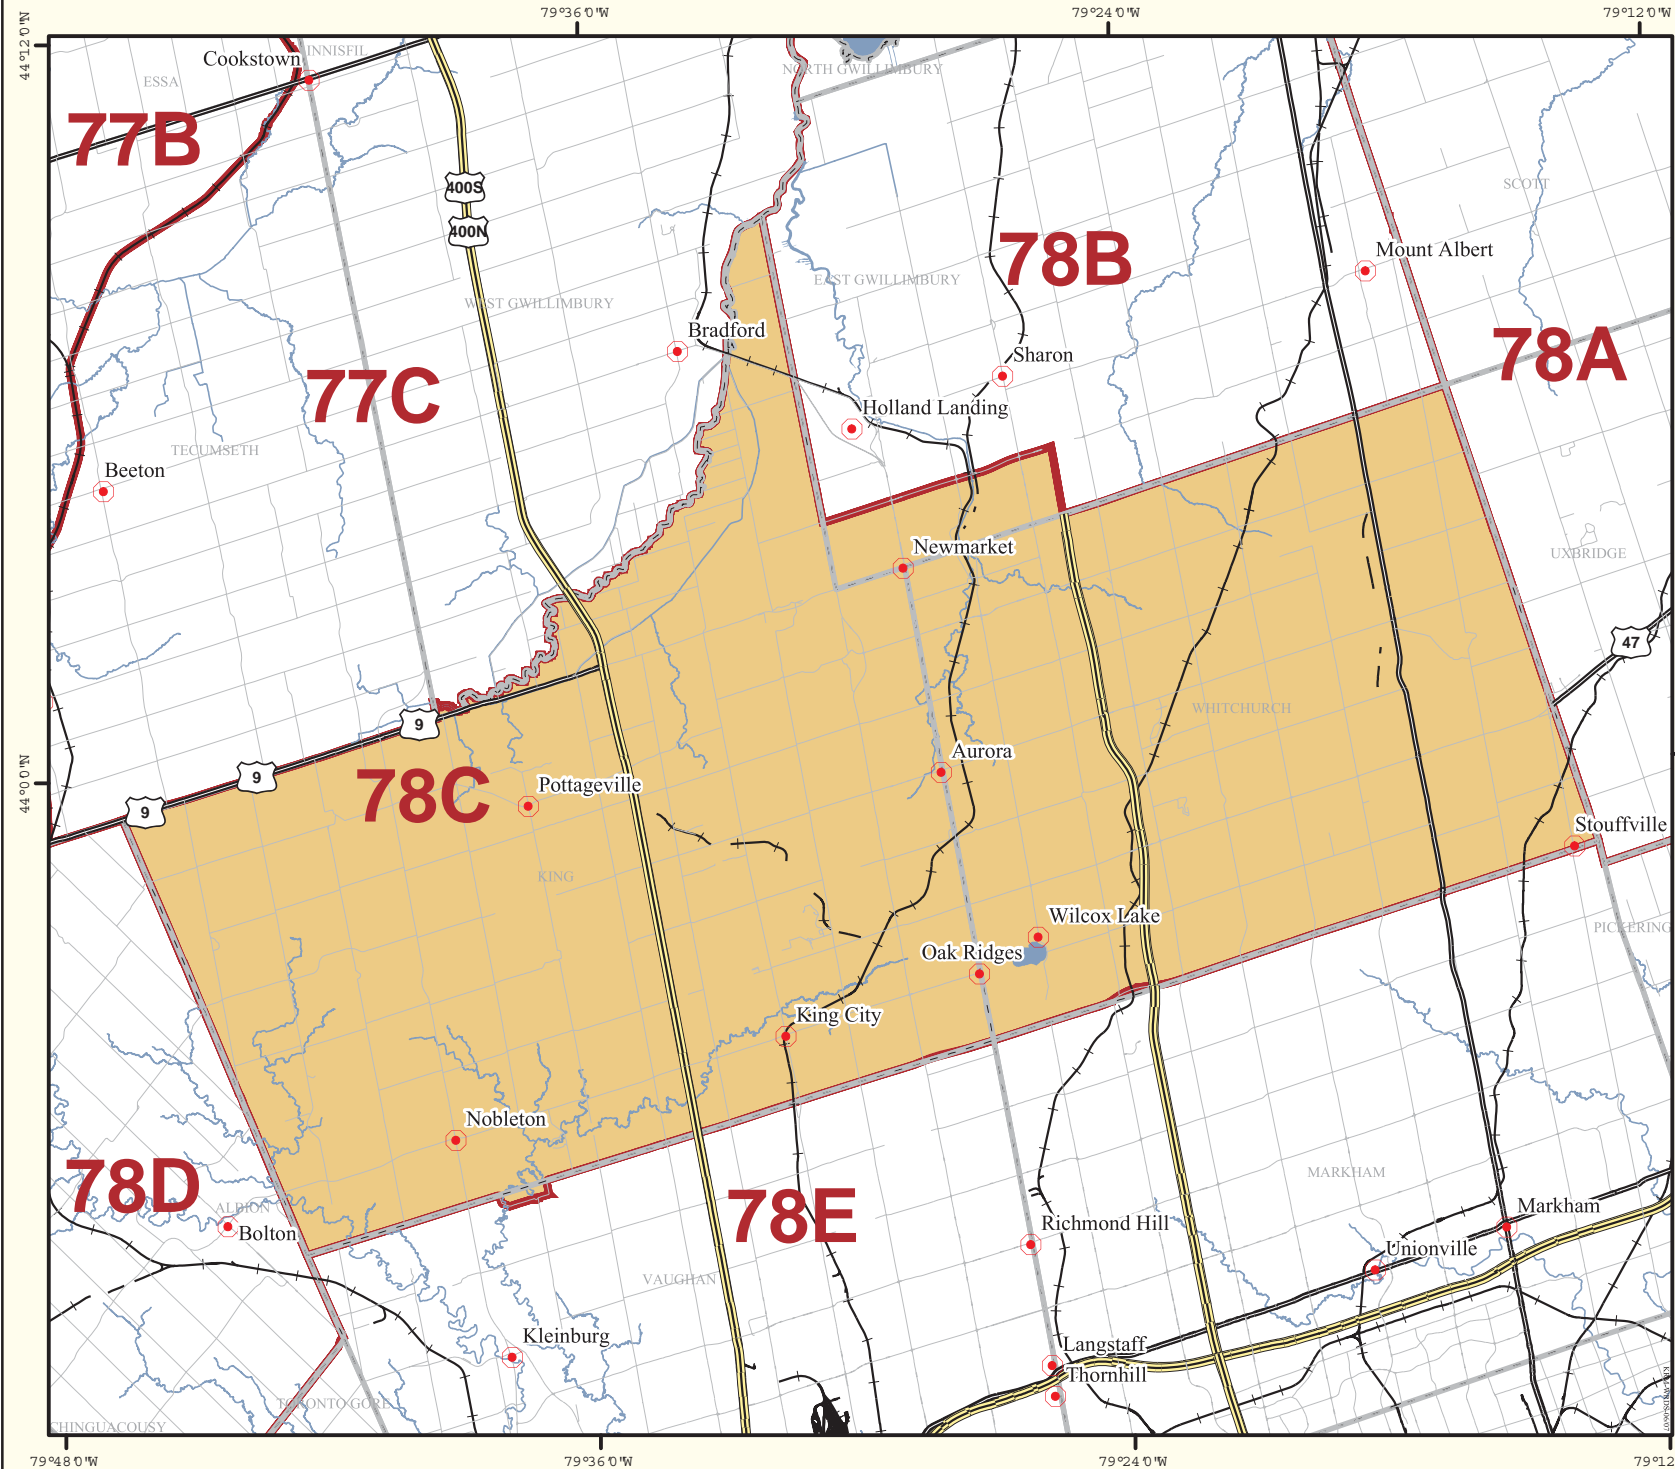 79°36'0"W
79°24'0"W
79°12'0"W
44°12'0"N
Cookstown
INNISFIL
ESSA
NORTH GWILLIMBURY
77B
400S
400N
SCOTT
78B
Mount Albert
EAST GWILLIMBURY
WEST GWILLIMBURY
Bradford
Sharon
78A
77C
Holland Landing
TECUMSETH
Beeton
Newmarket
UXBRIDGE
47
WHITCHURCH
9
Aurora
44°0'0"N
9
78C
Pottageville
9
Stouffville
KING
Wilcox Lake
PICKERING
Oak Ridges
King City
Nobleton
78D
MARKHAM
ALBION
Bolton
78E
Richmond Hill
Markham
Unionville
VAUGHAN
Kleinburg
Langstaff
Thornhill
TORONTO GORE
CHINGUACOUSY
79°48'0"W
79°36'0"W
79°24'0"W
79°12